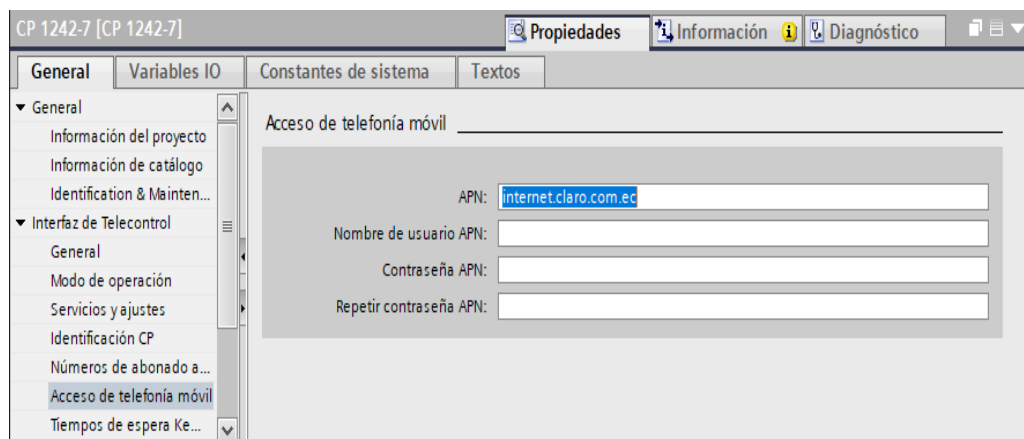 CP 1242-7 [CP 1242-7]
Propiedades
Información
Diagnóstico
General
Variables IO
Constantes de sistema
Textos
General
Información del proyecto
Información de catálogo
Identification & Mainten...
Interfaz de Telecontrol
General
Modo de operación
Servicios y ajustes
Identificación CP
Números de abonado a...
Acceso de telefonía móvil
Tiempos de espera Ke...
Acceso de telefonía móvil
APN: internet.claro.com.ec
Nombre de usuario APN:
Contraseña APN:
Repetir contraseña APN: